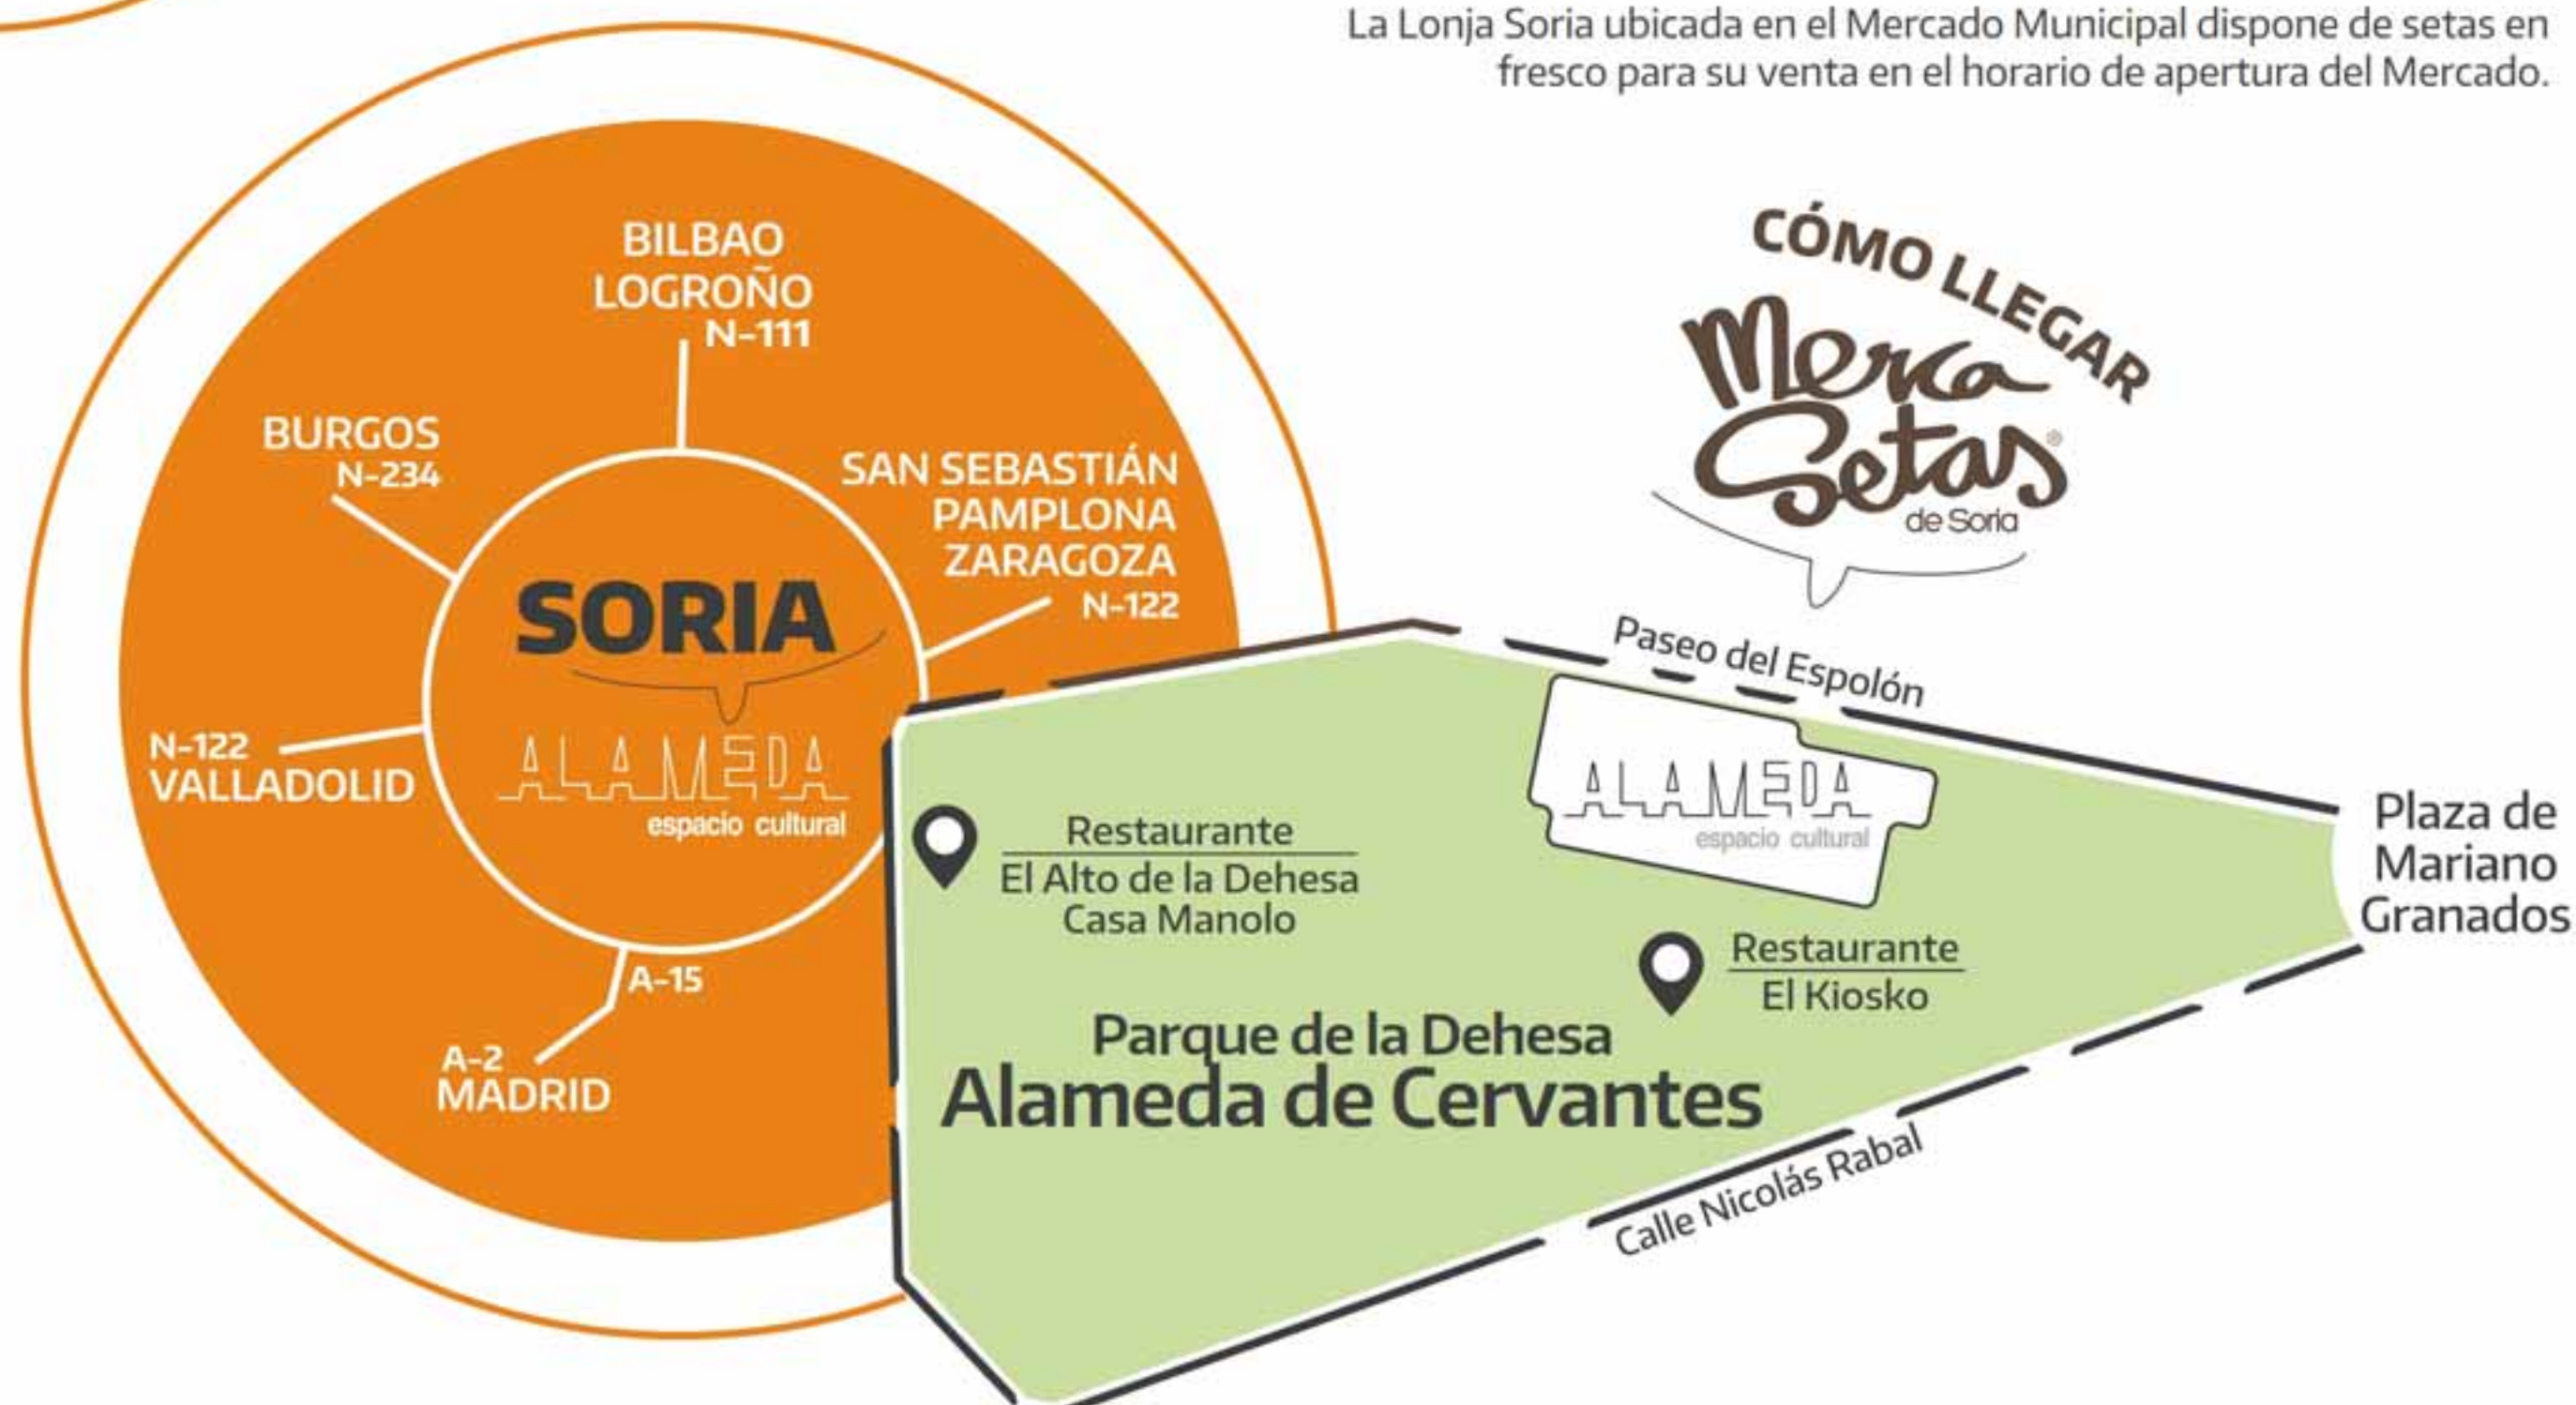 La Lonja Soria ubicada en el Mercado Municipal dispone de setas en
fresco para su venta en el horario de apertura del Mercado.
CÓMO LLEGAR
Merca
Setas®
de Soria
BILBAO
LOGROÑO
N-111
BURGOS
N-234
SAN SEBASTIÁN
PAMPLONA
ZARAGOZA
N-122
SORIA
ALAMEDA
espacio cultural
N-122
VALLADOLID
A-15
A-2
MADRID
Paseo del Espolón
ALAMEDA
espacio cultural
Plaza de
Mariano
Granados
Restaurante
El Alto de la Dehesa
Casa Manolo
Restaurante
El Kiosko
Parque de la Dehesa
Alameda de Cervantes
Calle Nicolás Rabal